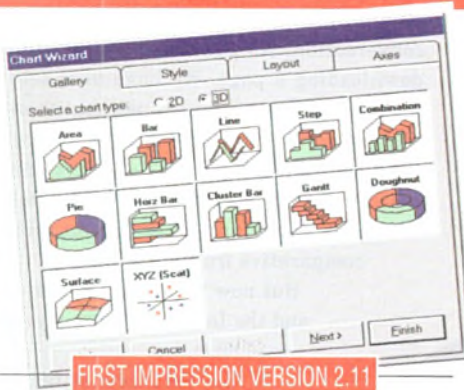 Chart Wizard
Gallery Style Layout Axes
Select a chart type: 2D 3D
Area Bar Line Step Combination
Pie Horz Bar Cluster Bar Gantt Doughnut
Surface XYZ (Scat)
Cancel Next > Finish
FIRST IMPRESSION VERSION 2.11